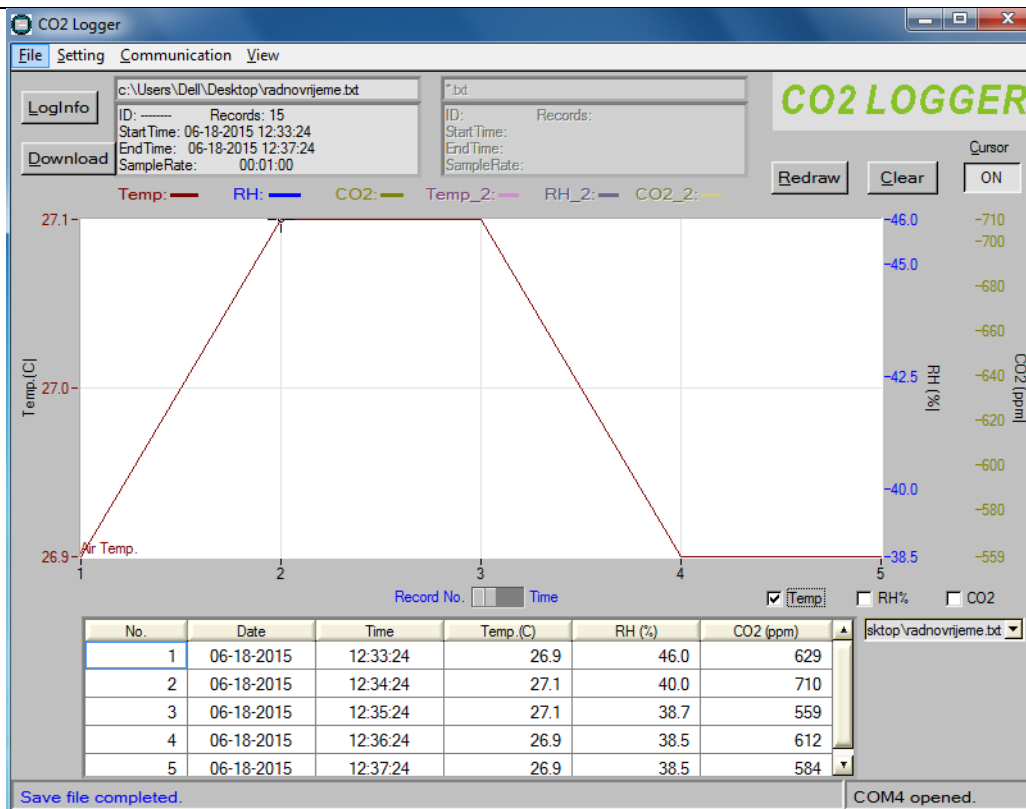 CO2 Logger
File Setting Communication View
LogInfo
Download
c:\Users\Dell\Desktop\radnovrijeme.txt
ID: -------- Records: 15
StartTime: 06-18-2015 12:33:24
EndTime: 06-18-2015 12:37:24
SampleRate: 00:01:00
*.txt
ID: Records:
StartTime:
EndTime:
SampleRate:
CO2 LOGGER
Cursor
Redraw Clear ON
Temp: RH: CO2: Temp_2: RH_2: CO2_2:
Temp.(C)
27.1
27.0
26.9
Air Temp.
1 2 3 4 5
46.0
45.0
42.5
40.0
38.5
RH (%)
710
700
680
660
640
620
600
580
559
CO2 (ppm)
Record No. Time
Temp RH% CO2
No. Date Time Temp.(C) RH (%) CO2 (ppm)
1 06-18-2015 12:33:24 26.9 46.0 629
2 06-18-2015 12:34:24 27.1 40.0 710
3 06-18-2015 12:35:24 27.1 38.7 559
4 06-18-2015 12:36:24 26.9 38.5 612
5 06-18-2015 12:37:24 26.9 38.5 584
sktop\radnovrijeme.txt
Save file completed.
COM4 opened.